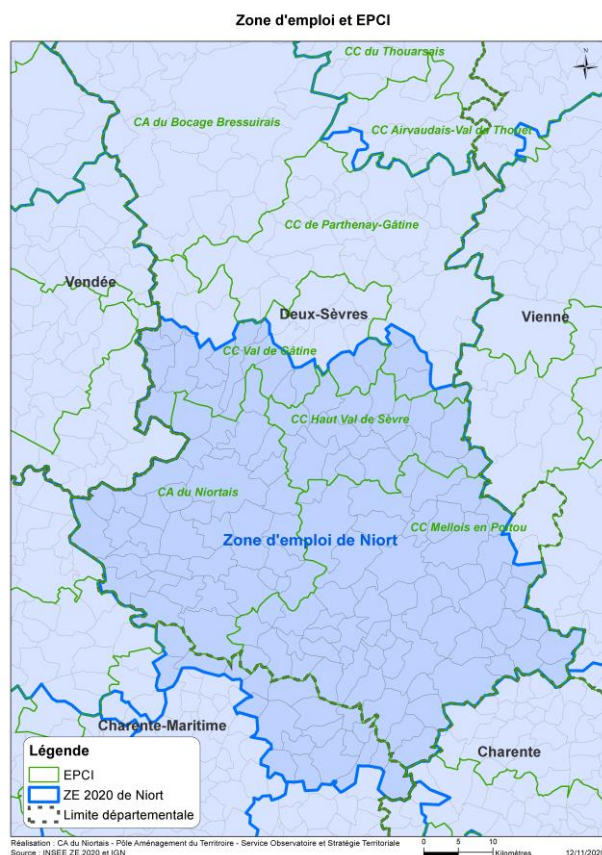 Zone d'emploi et EPCI
N
CC du Thouarsais
CA du Bocage Bressuirais
CC Airvaudais-Val du Thouet
CC de Parthenay-Gâtine
Vendée
Deux-Sèvres
Vienne
CC Val de Gâtine
CC Haut Val de Sèvre
CA du Niortais
CC Mellois en Poitou
Zone d'emploi de Niort
Charente-Maritime
Charente
Légende
EPCI
ZE 2020 de Niort
Limite départementale
0 5 10
Kilomètres
Réalisation : CA du Niortais - Pôle Aménagement du Territoire - Service Observatoire et Stratégie Territoriale
Source : INSEE ZE 2020 et IGN
12/11/2020